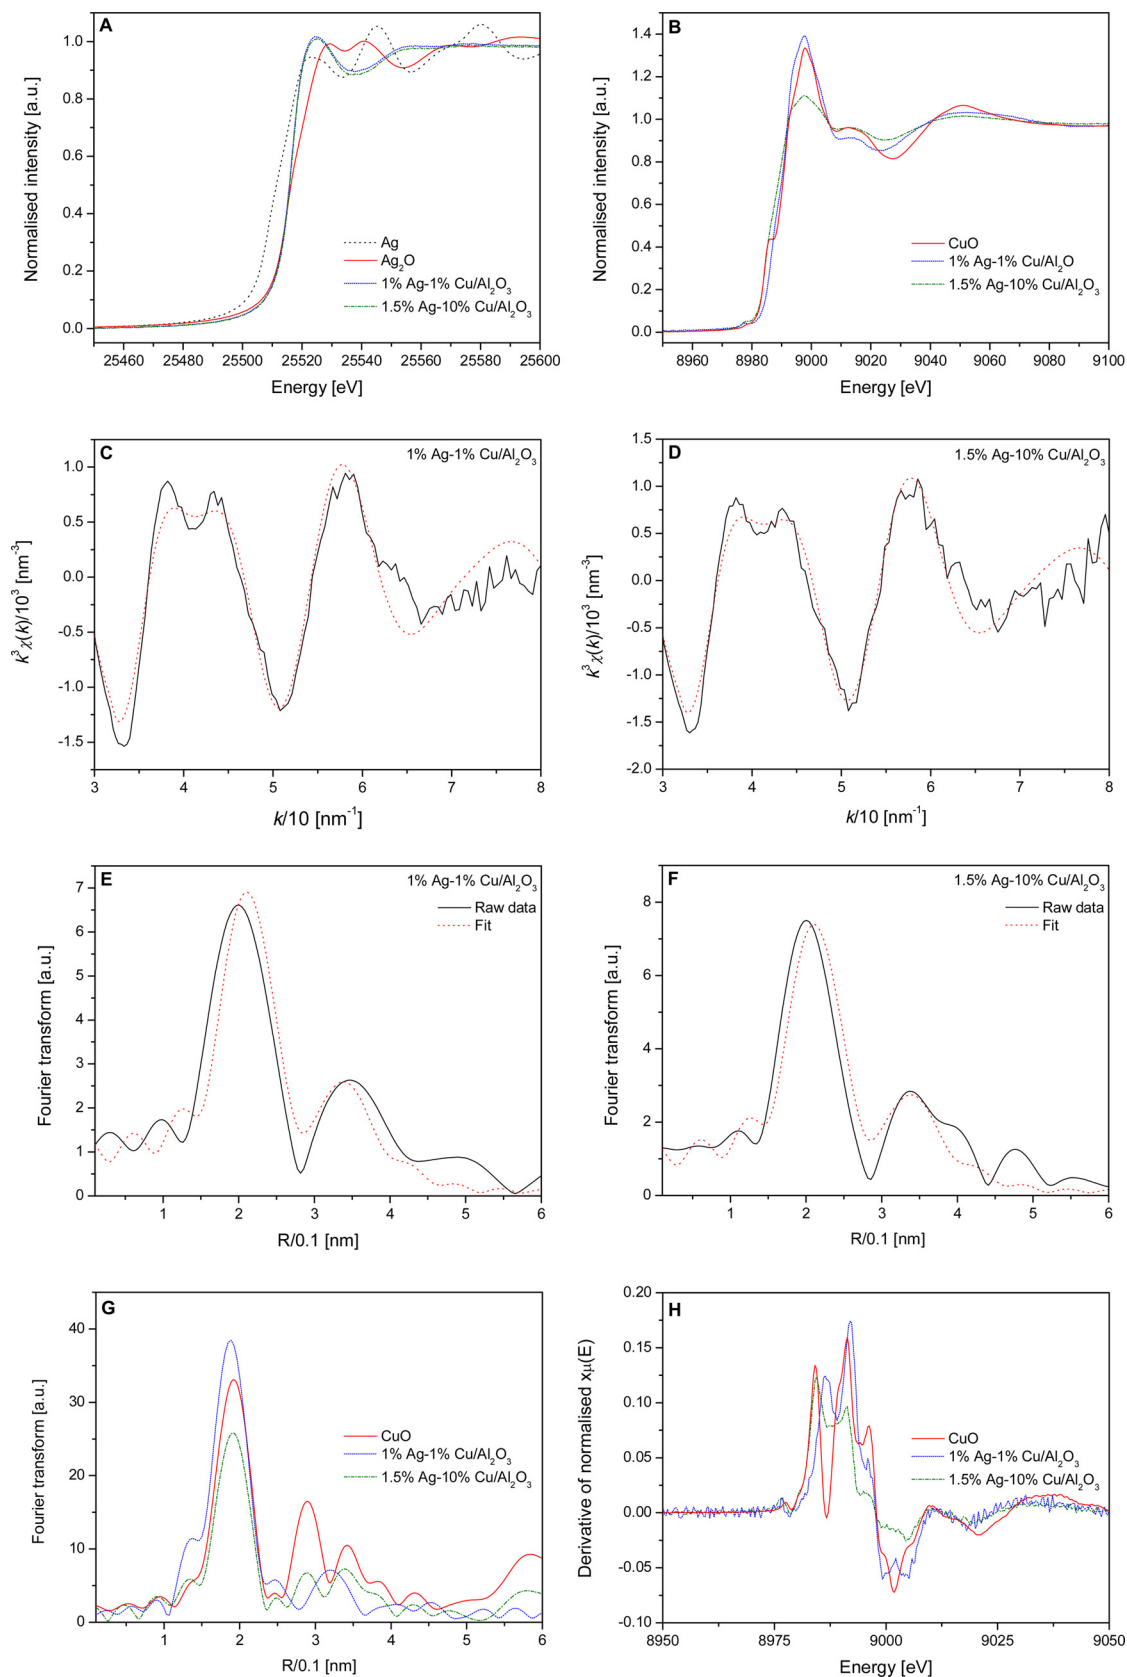 A
Normalised intensity [a.u.]
1.0
0.8
0.6
0.4
0.2
0.0
Ag
Ag₂O
1% Ag-1% Cu/Al₂O₃
1.5% Ag-10% Cu/Al₂O₃
25460 25480 25500 25520 25540 25560 25580 25600
Energy [eV]
B
Normalised intensity [a.u.]
1.4
1.2
1.0
0.8
0.6
0.4
0.2
0.0
CuO
1% Ag-1% Cu/Al₂O
1.5% Ag-10% Cu/Al₂O₃
8960 8980 9000 9020 9040 9060 9080 9100
Energy [eV]
C
1% Ag-1% Cu/Al₂O₃
k³χ(k)/10³ [nm⁻³]
1.0
0.5
0.0
-0.5
-1.0
-1.5
3 4 5 6 7 8
k/10 [nm⁻¹]
D
1.5% Ag-10% Cu/Al₂O₃
k³χ(k)/10³ [nm⁻³]
1.5
1.0
0.5
0.0
-0.5
-1.0
-1.5
-2.0
3 4 5 6 7 8
k/10 [nm⁻¹]
E
1% Ag-1% Cu/Al₂O₃
Raw data
Fit
Fourier transform [a.u.]
7
6
5
4
3
2
1
0
1 2 3 4 5 6
R/0.1 [nm]
F
1.5% Ag-10% Cu/Al₂O₃
Raw data
Fit
Fourier transform [a.u.]
8
6
4
2
0
1 2 3 4 5 6
R/0.1 [nm]
G
Fourier transform [a.u.]
40
30
20
10
0
CuO
1% Ag-1% Cu/Al₂O₃
1.5% Ag-10% Cu/Al₂O₃
1 2 3 4 5 6
R/0.1 [nm]
H
Derivative of normalised xμ(E)
0.20
0.15
0.10
0.05
0.00
-0.05
-0.10
CuO
1% Ag-1% Cu/Al₂O₃
1.5% Ag-10% Cu/Al₂O₃
8950 8975 9000 9025 9050
Energy [eV]